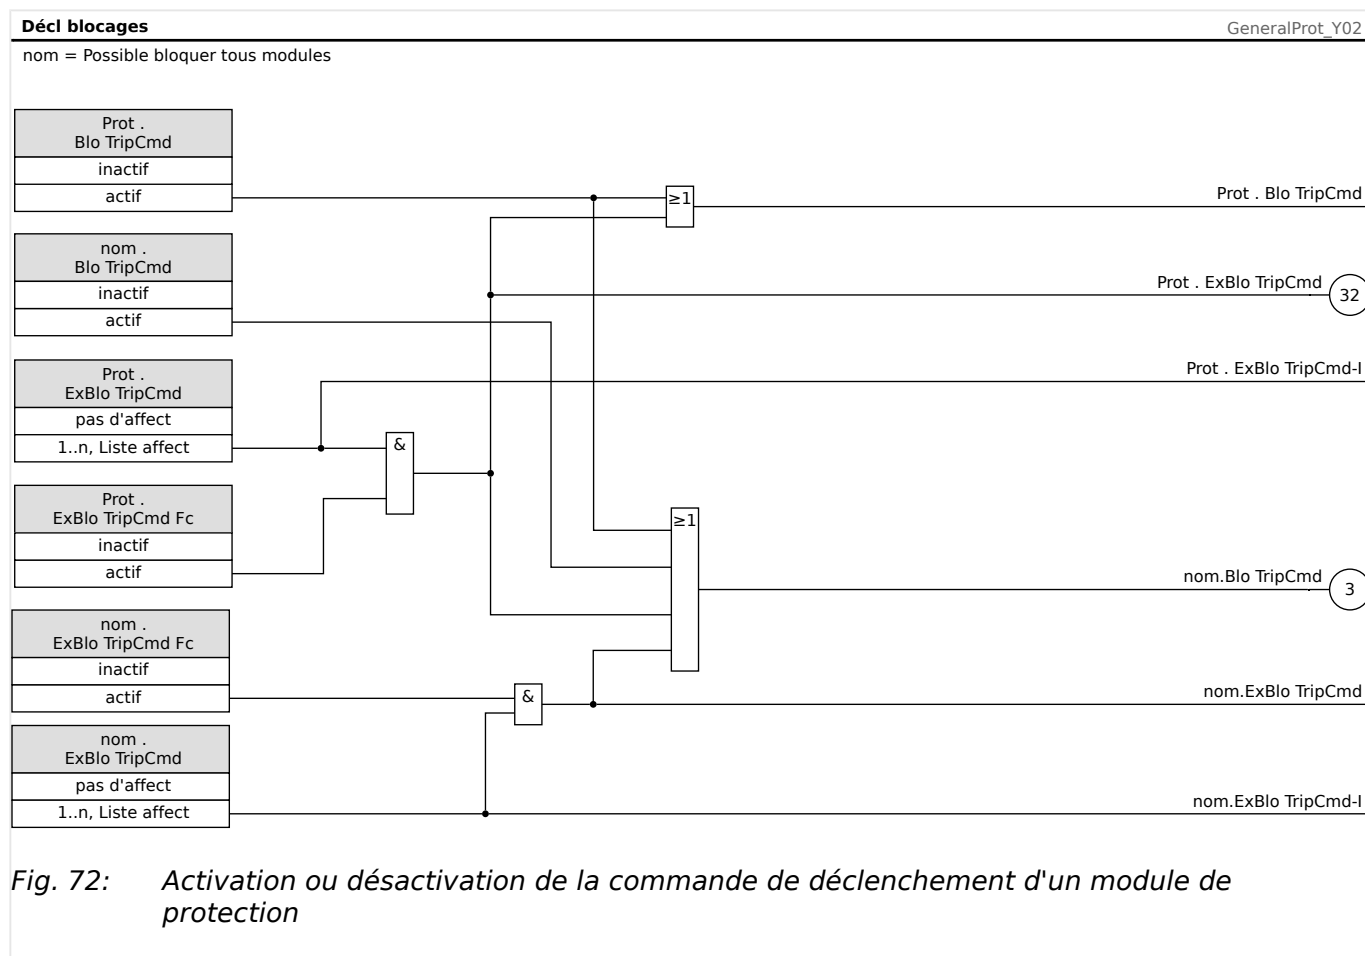 Décl blocages
GeneralProt_Y02
nom = Possible bloquer tous modules
Prot .
Blo TripCmd
inactif
actif
≥1
Prot . Blo TripCmd
nom .
Blo TripCmd
inactif
actif
Prot . ExBlo TripCmd
32
Prot .
ExBlo TripCmd
pas d'affect
1..n, Liste affect
Prot . ExBlo TripCmd-I
&
Prot .
ExBlo TripCmd Fc
inactif
actif
≥1
nom.Blo TripCmd
3
nom .
ExBlo TripCmd Fc
inactif
actif
&
nom.ExBlo TripCmd
nom .
ExBlo TripCmd
pas d'affect
1..n, Liste affect
nom.ExBlo TripCmd-I
Fig. 72: Activation ou désactivation de la commande de déclenchement d'un module de
protection